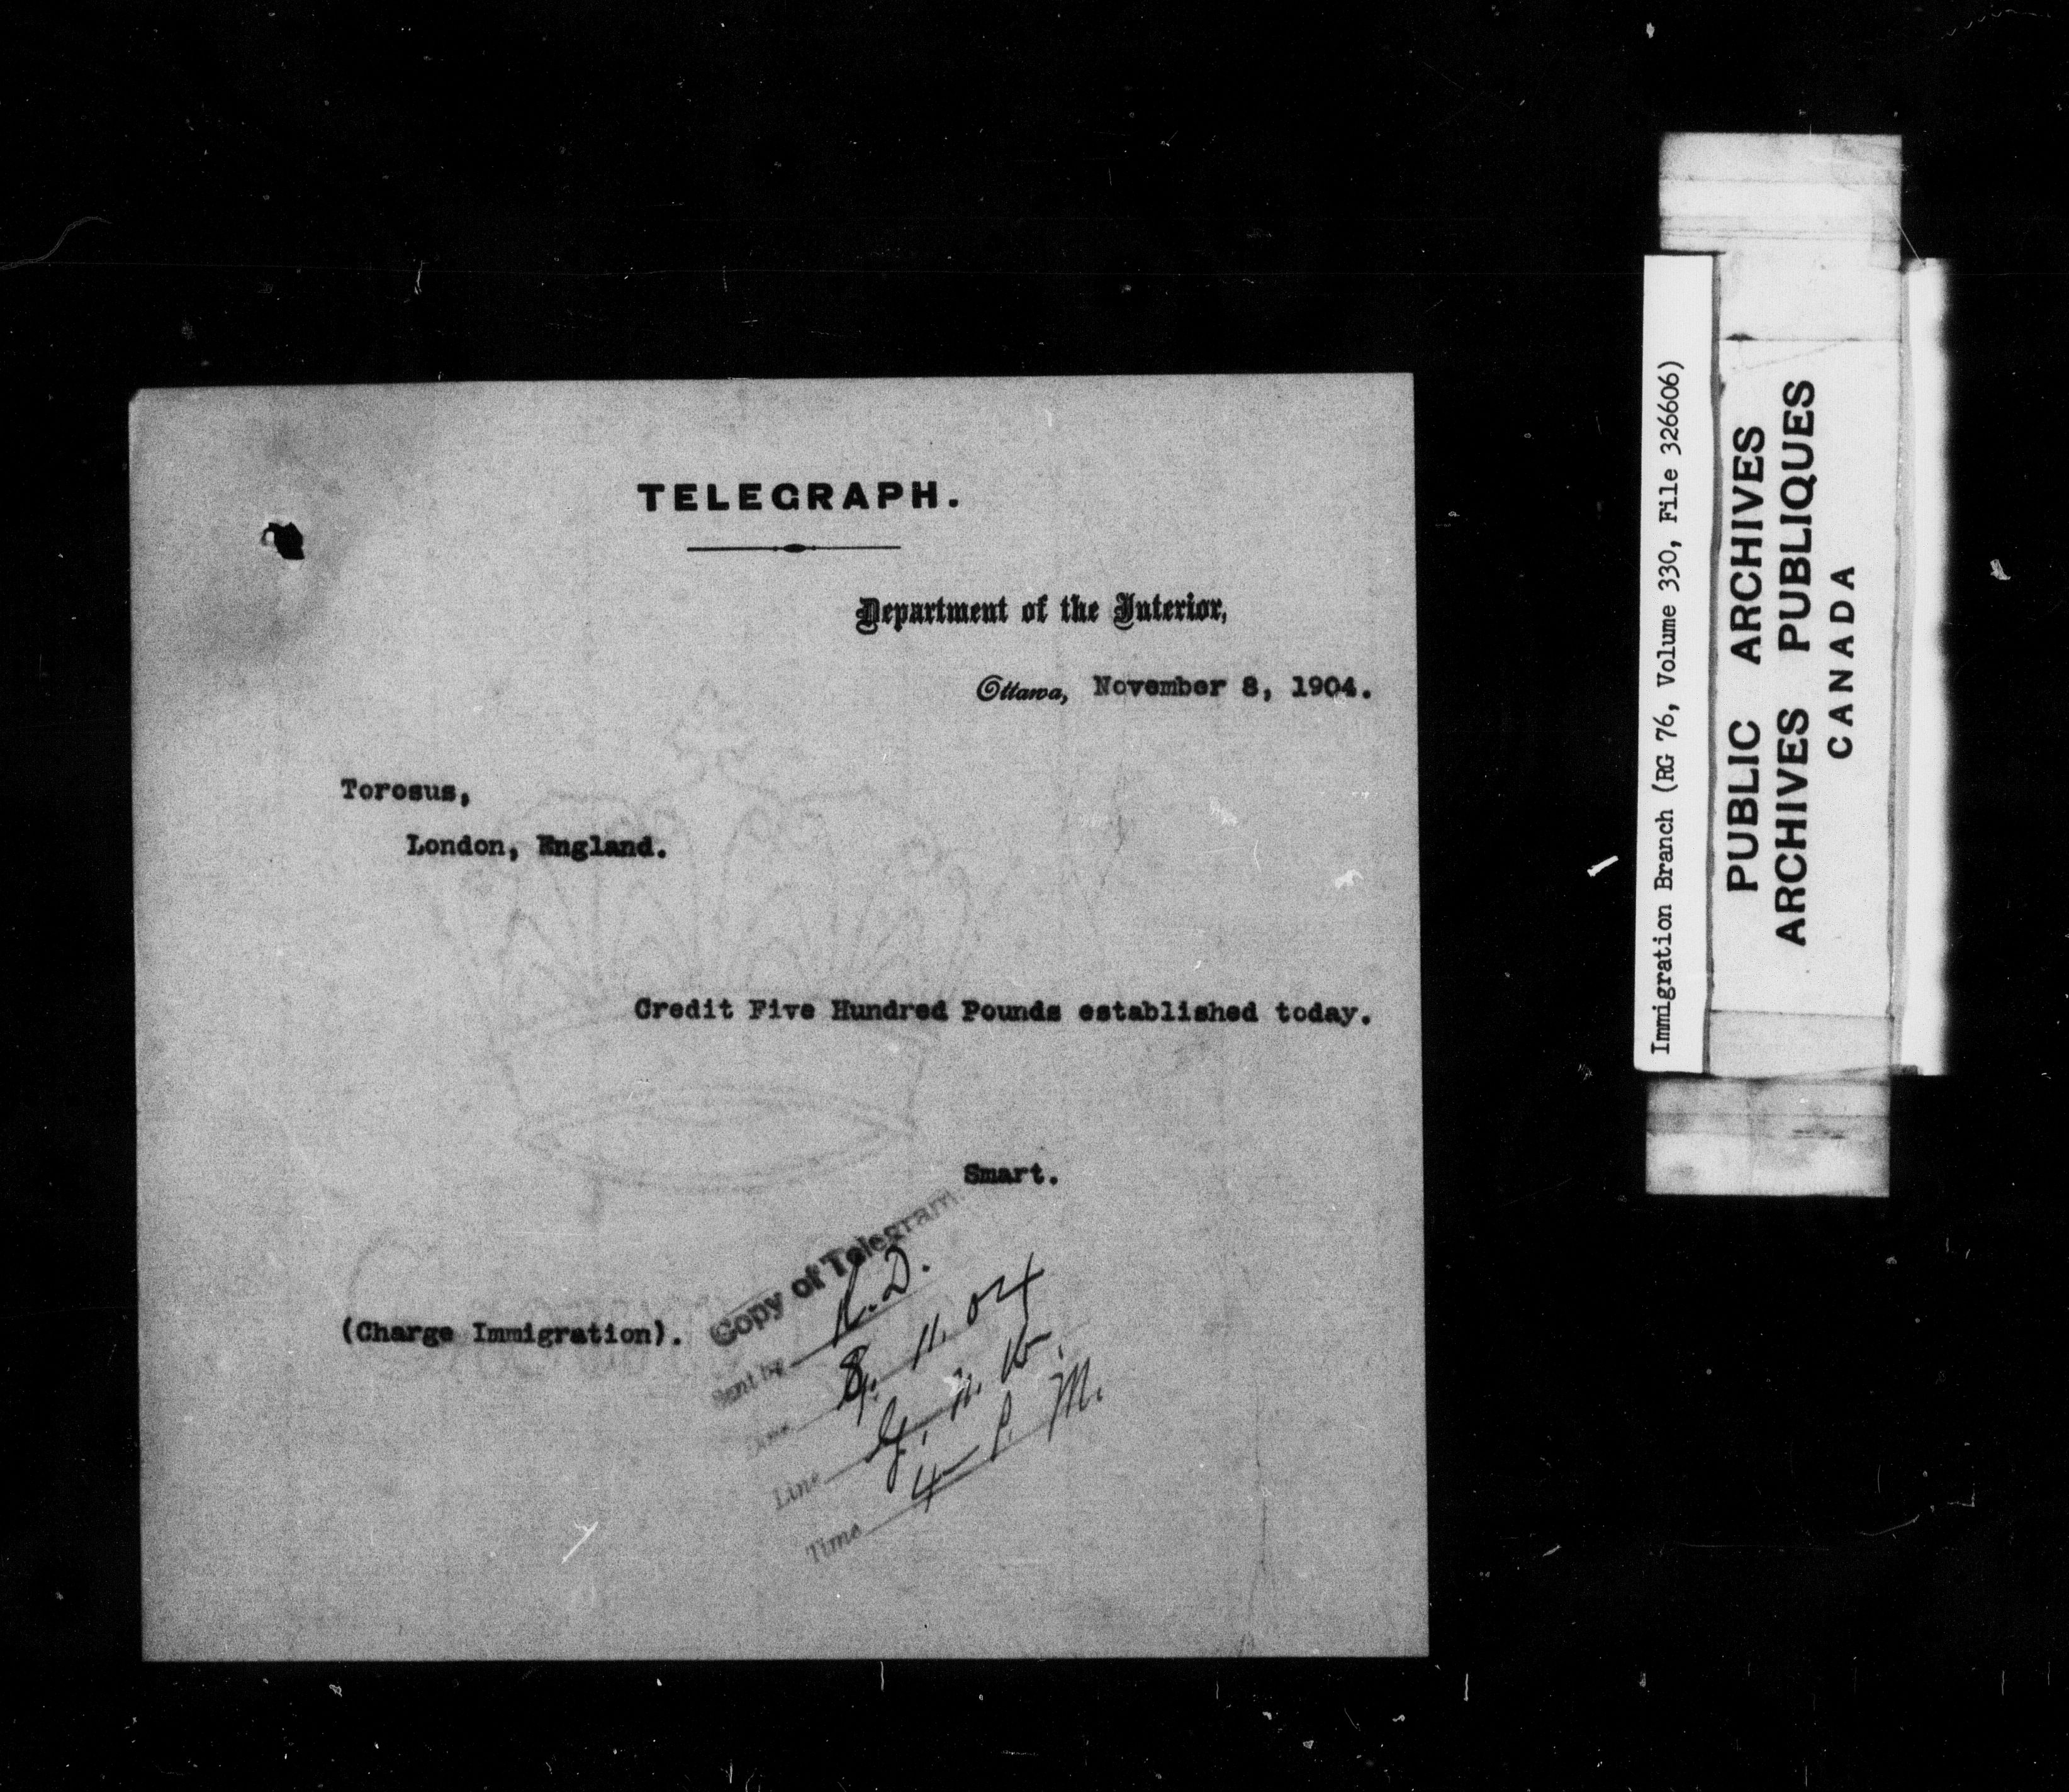 TELEGRAPH.
Department of the Interior,
Ottawa, November 8, 1904.
Torosus,
London, England.
Credit Five Hundred Pounds established today.
Smart.
(Charge Immigration).
Copy of Telegram
Sent by
Date 8. 11. 04
Line G. N. W.
Time 4 P. M.
Immigration Branch (RG 76, Volume 330, File 326606)
PUBLIC ARCHIVES
ARCHIVES PUBLIQUES
CANADA